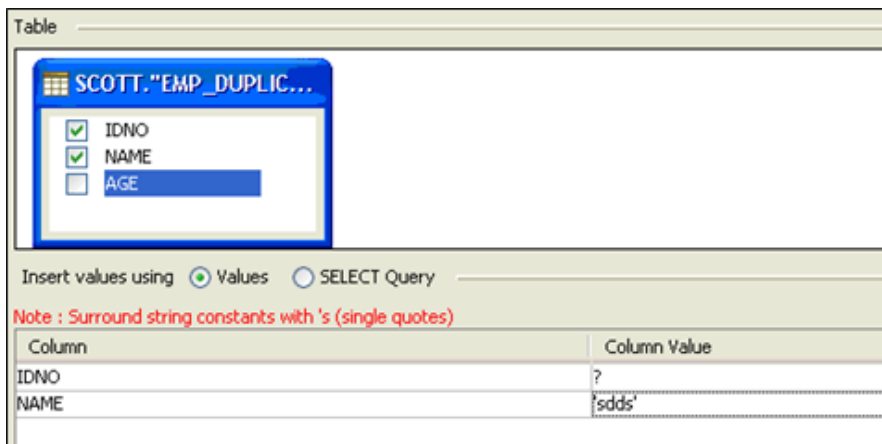 Table
SCOTT."EMP_DUPLIC...
IDNO
NAME
AGE
Insert values using Values SELECT Query
Note : Surround string constants with 's (single quotes)
Column Column Value
IDNO ?
NAME 'sdds'